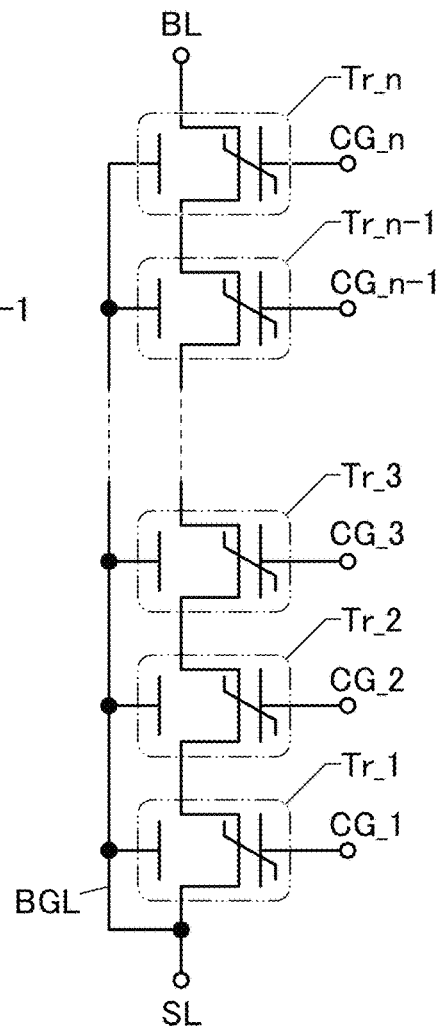 BL
Tr_n
CG_n
Tr_n-1
CG_n-1
-1
Tr_3
CG_3
Tr_2
CG_2
Tr_1
CG_1
BGL
SL